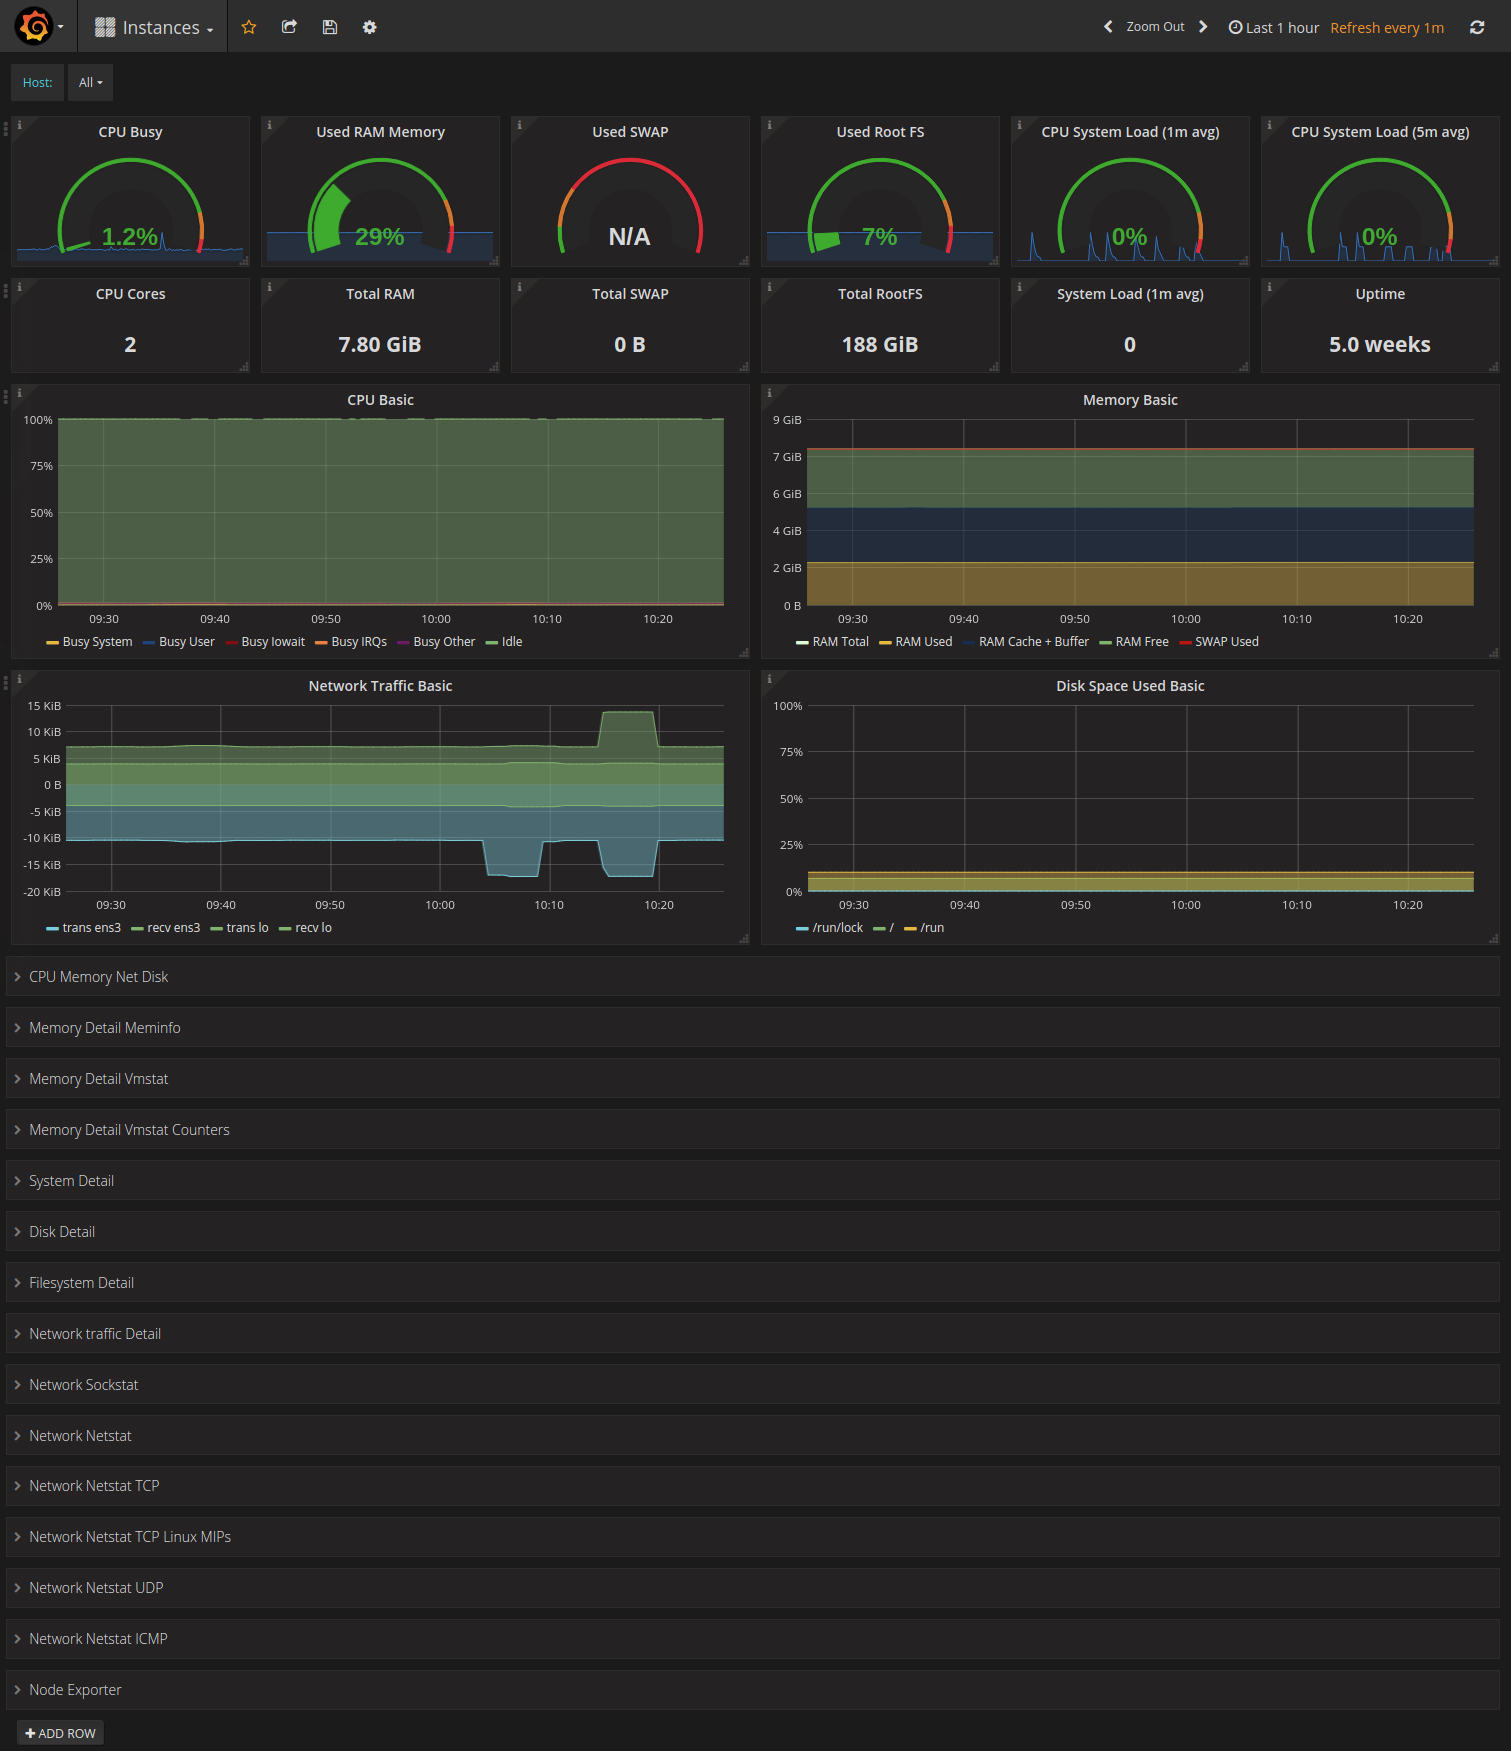 Instances
Zoom Out
Last 1 hour Refresh every 1m
Host: All
CPU Busy
1.2%
Used RAM Memory
29%
Used SWAP
N/A
Used Root FS
7%
CPU System Load (1m avg)
0%
CPU System Load (5m avg)
0%
CPU Cores
2
Total RAM
7.80 GiB
Total SWAP
0 B
Total RootFS
188 GiB
System Load (1m avg)
0
Uptime
5.0 weeks
CPU Basic
100%
75%
50%
25%
0%
09:30 09:40 09:50 10:00 10:10 10:20
Busy System Busy User Busy Iowait Busy IRQs Busy Other Idle
Memory Basic
9 GiB
7 GiB
6 GiB
4 GiB
2 GiB
0 B
09:30 09:40 09:50 10:00 10:10 10:20
RAM Total RAM Used RAM Cache + Buffer RAM Free SWAP Used
Network Traffic Basic
15 KiB
10 KiB
5 KiB
0 B
-5 KiB
-10 KiB
-15 KiB
-20 KiB
09:30 09:40 09:50 10:00 10:10 10:20
trans ens3 recv ens3 trans lo recv lo
Disk Space Used Basic
100%
75%
50%
25%
0%
09:30 09:40 09:50 10:00 10:10 10:20
/run/lock / /run
CPU Memory Net Disk
Memory Detail Meminfo
Memory Detail Vmstat
Memory Detail Vmstat Counters
System Detail
Disk Detail
Filesystem Detail
Network traffic Detail
Network Sockstat
Network Netstat
Network Netstat TCP
Network Netstat TCP Linux MIPs
Network Netstat UDP
Network Netstat ICMP
Node Exporter
ADD ROW